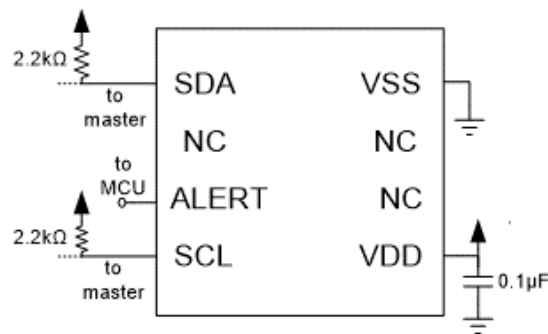 2.2kΩ
to
master
SDA
VSS
NC
NC
to
MCU
ALERT
NC
2.2kΩ
to
master
SCL
VDD
0.1µF